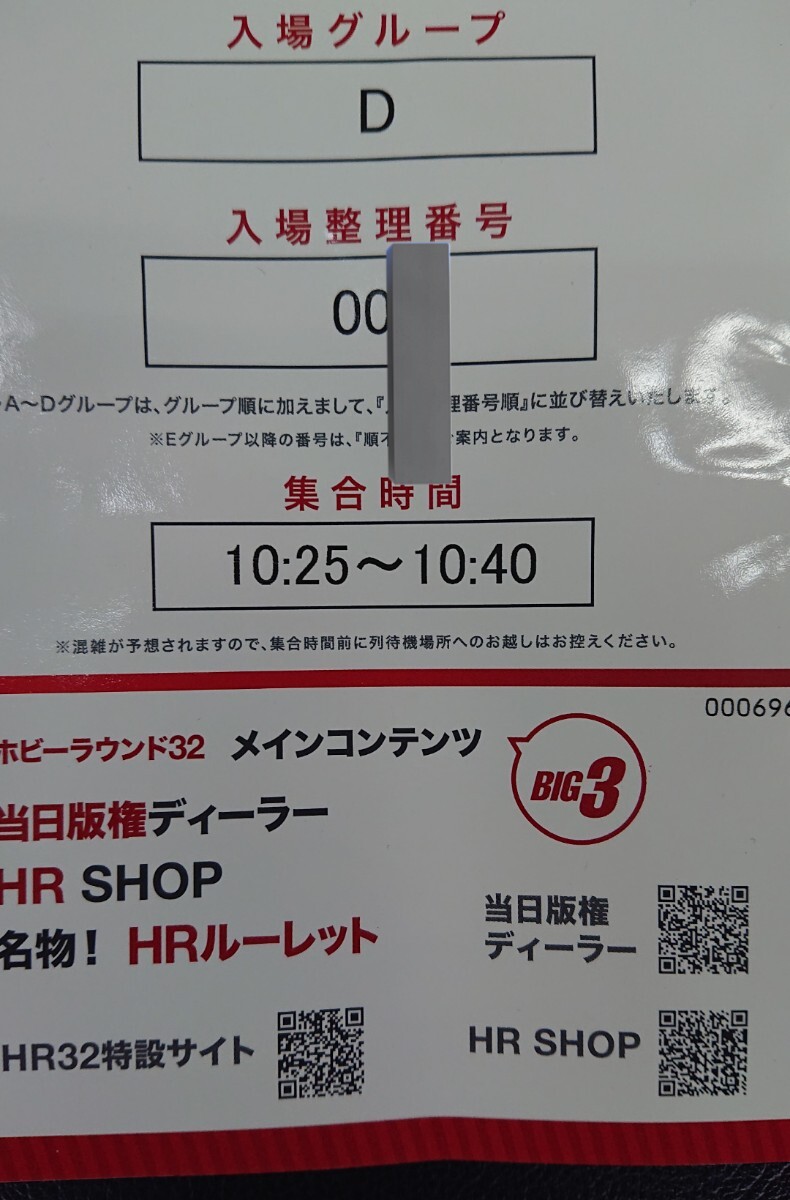 入場グループ
D
入場整理番号
00
A～Dグループは、グループ順に加えまして、『 理番号順』に並び替えいたします。
※Eグループ以降の番号は、『順 案内となります。
集合時間
10:25～10:40
※混雑が予想されますので、集合時間前に列待機場所へのお越しはお控えください。
000696
ホビーラウンド32 メインコンテンツ
BIG3
当日版権ディーラー
HR SHOP
名物！HRルーレット
当日版権
ディーラー
HR32特設サイト
HR SHOP